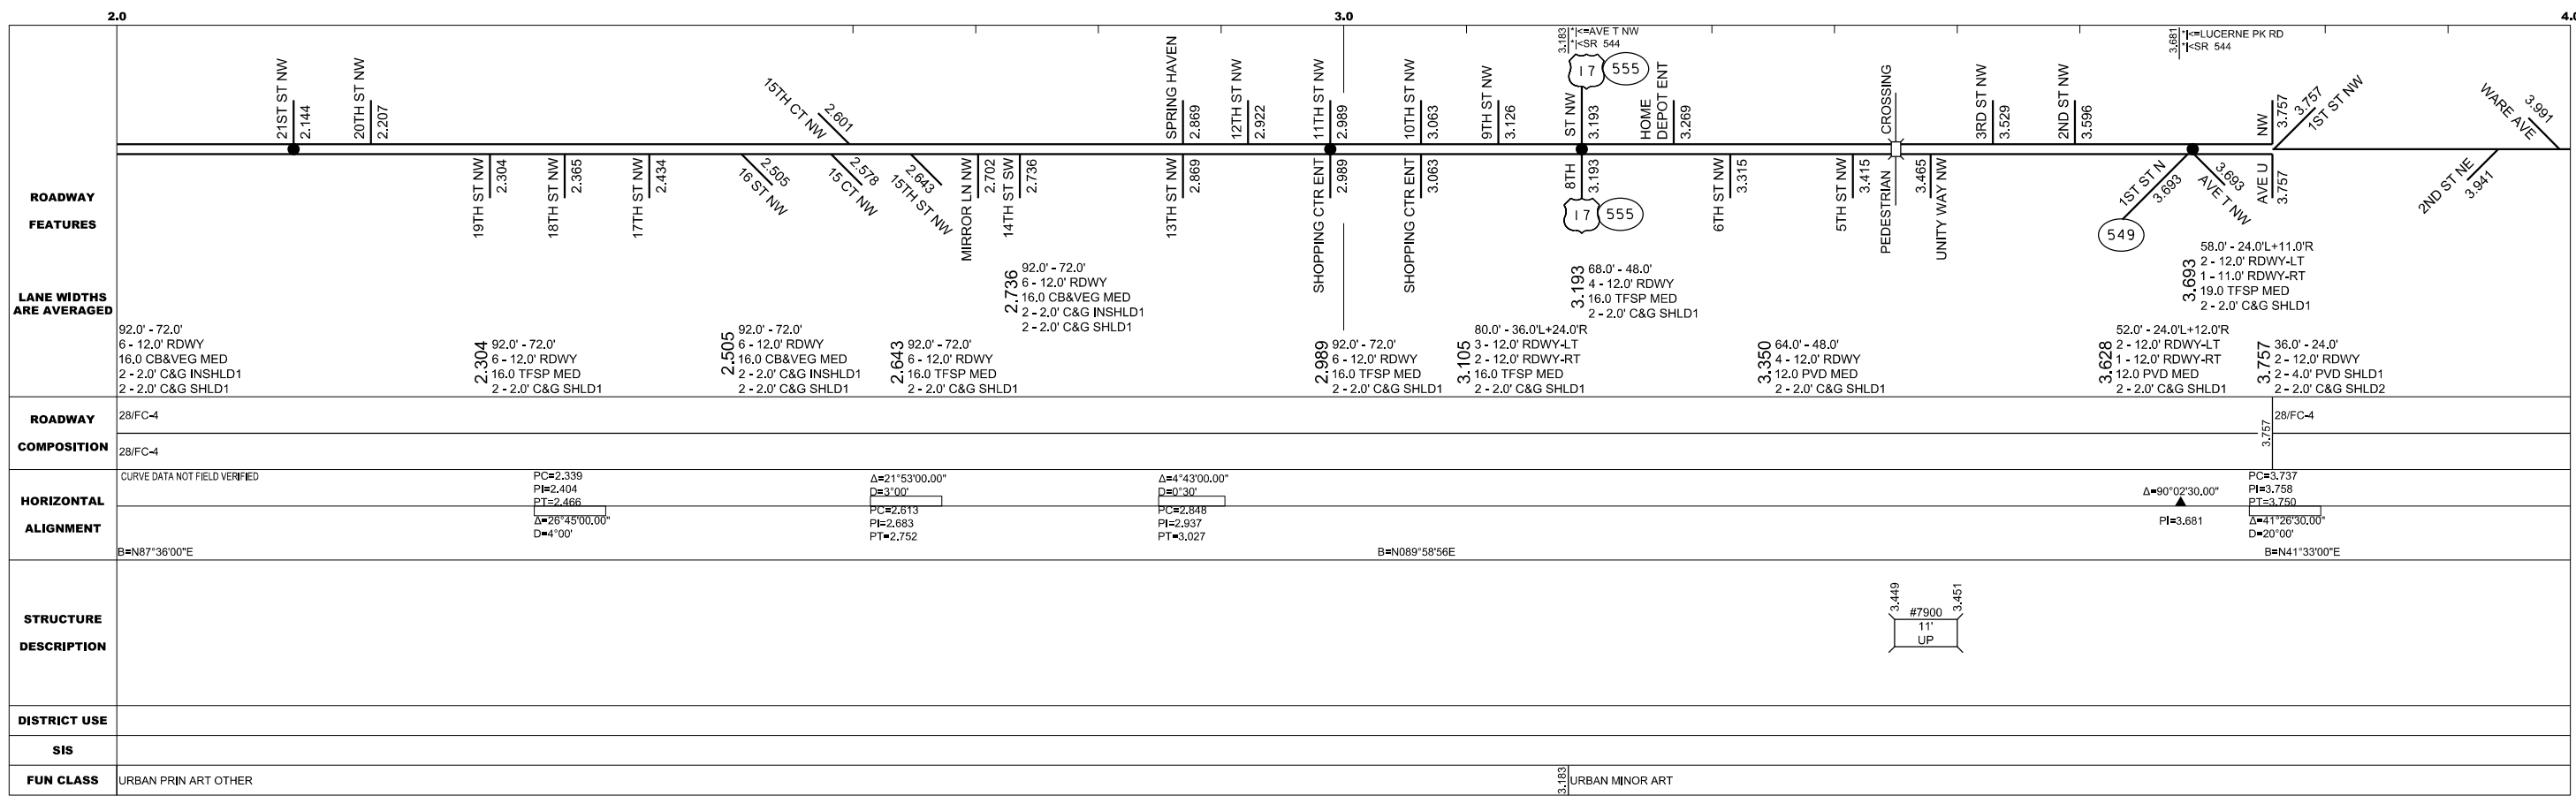 2.0
3.0
4.0
3.183
*|<=AVE T NW
*|<SR 544
3.681
*|<=LUCERNE PK RD
*|<SR 544
17
555
21ST ST NW
2.144
20TH ST NW
2.207
15TH CT NW
2.601
SPRING HAVEN
2.869
12TH ST NW
2.922
11TH ST NW
2.989
10TH ST NW
3.063
9TH ST NW
3.126
ST NW
3.193
HOME
DEPOT ENT
3.269
CROSSING
3RD ST NW
3.529
2ND ST NW
3.596
NW
3.757
3.757
1ST ST NW
WARE AVE
3.991
ROADWAY
FEATURES
19TH ST NW
2.304
18TH ST NW
2.365
17TH ST NW
2.434
2.505
16 ST NW
2.578
15 CT NW
2.643
15TH ST NW
MIRROR LN NW
2.702
14TH ST SW
2.736
13TH ST NW
2.869
SHOPPING CTR ENT
2.989
SHOPPING CTR ENT
3.063
8TH
3.193
17
555
6TH ST NW
3.315
5TH ST NW
3.415
PEDESTRIAN
UNITY WAY NW
3.465
1ST ST N
3.693
549
3.693
AVE T NW
AVE U
3.757
2ND ST NE
3.941
LANE WIDTHS
ARE AVERAGED
92.0' - 72.0'
6 - 12.0' RDWY
16.0 CB&VEG MED
2 - 2.0' C&G INSHLD1
2 - 2.0' C&G SHLD1
2.304
92.0' - 72.0'
6 - 12.0' RDWY
16.0 TFSP MED
2 - 2.0' C&G SHLD1
2.505
92.0' - 72.0'
6 - 12.0' RDWY
16.0 CB&VEG MED
2 - 2.0' C&G INSHLD1
2 - 2.0' C&G SHLD1
2.643
92.0' - 72.0'
6 - 12.0' RDWY
16.0 TFSP MED
2 - 2.0' C&G SHLD1
2.736
92.0' - 72.0'
6 - 12.0' RDWY
16.0 CB&VEG MED
2 - 2.0' C&G INSHLD1
2 - 2.0' C&G SHLD1
2.989
92.0' - 72.0'
6 - 12.0' RDWY
16.0 TFSP MED
2 - 2.0' C&G SHLD1
3.105
80.0' - 36.0'L+24.0'R
3 - 12.0' RDWY-LT
2 - 12.0' RDWY-RT
16.0 TFSP MED
2 - 2.0' C&G SHLD1
3.193
68.0' - 48.0'
4 - 12.0' RDWY
16.0 TFSP MED
2 - 2.0' C&G SHLD1
3.350
64.0' - 48.0'
4 - 12.0' RDWY
12.0 PVD MED
2 - 2.0' C&G SHLD1
3.628
52.0' - 24.0'L+12.0'R
2 - 12.0' RDWY-LT
1 - 12.0' RDWY-RT
12.0 PVD MED
2 - 2.0' C&G SHLD1
3.693
58.0' - 24.0'L+11.0'R
2 - 12.0' RDWY-LT
1 - 11.0' RDWY-RT
19.0 TFSP MED
2 - 2.0' C&G SHLD1
3.757
36.0' - 24.0'
2 - 12.0' RDWY
2 - 4.0' PVD SHLD1
2 - 2.0' C&G SHLD2
ROADWAY
COMPOSITION
28/FC-4
28/FC-4
3.757
28/FC-4
HORIZONTAL
ALIGNMENT
CURVE DATA NOT FIELD VERIFIED
PC=2.339
PI=2.404
PT=2.466
Δ=26°45'00.00"
D=4°00'
Δ=21°53'00.00"
D=3°00'
PC=2.613
PI=2.683
PT=2.752
Δ=4°43'00.00"
D=0°30'
PC=2.848
PI=2.937
PT=3.027
Δ=90°02'30.00"
PI=3.681
PC=3.737
PI=3.758
PT=3.750
Δ=41°26'30.00"
D=20°00'
B=N87°36'00"E
B=N089°58'56E
B=N41°33'00"E
STRUCTURE
DESCRIPTION
3.449
#7900
3.451
11'
UP
DISTRICT USE
SIS
FUN CLASS
URBAN PRIN ART OTHER
3.183
URBAN MINOR ART